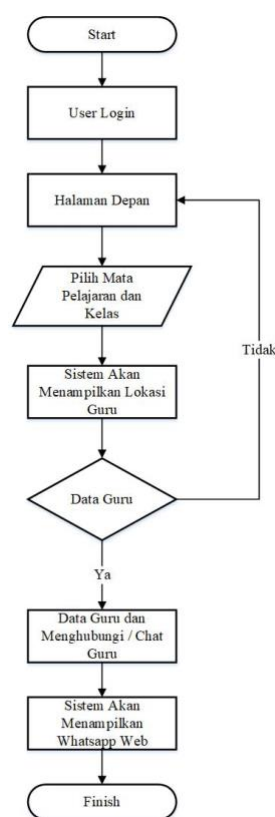 Start
User Login
Halaman Depan
Pilih Mata
Pelajaran dan
Kelas
Sistem Akan
Menampilkan Lokasi
Guru
Tidak
Data Guru
Ya
Data Guru dan
Menghubungi / Chat
Guru
Sistem Akan
Menampilkan
Whatsapp Web
Finish